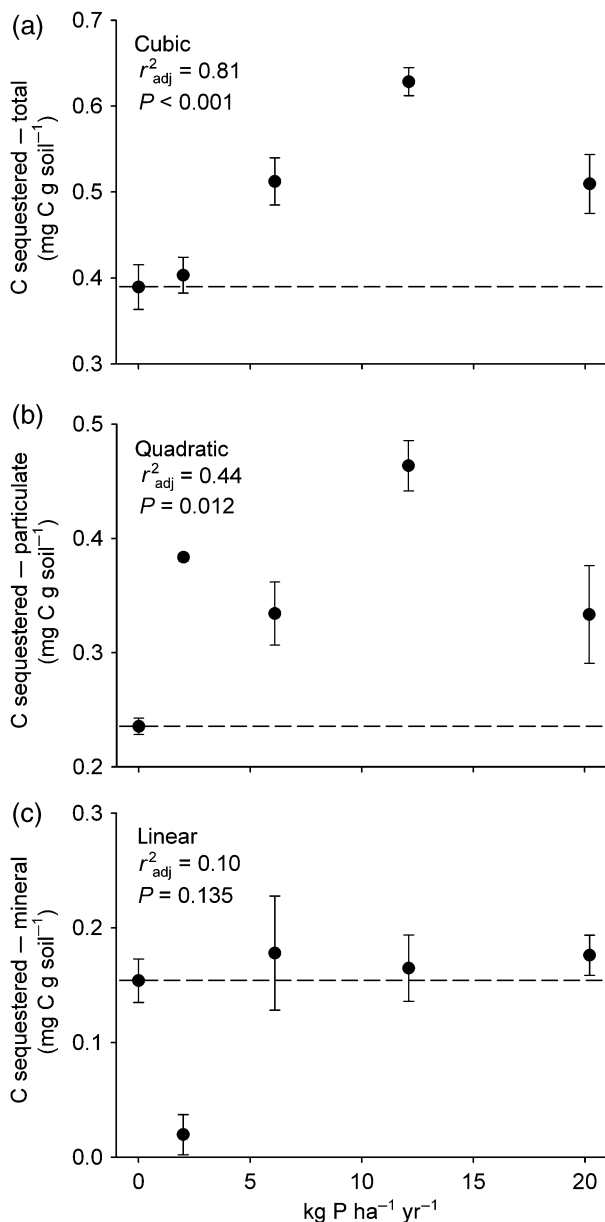 (a)
Cubic
r²adj = 0.81
P < 0.001
C sequestered – total
(mg C g soil⁻¹)
0.7
0.6
0.5
0.4
0.3
(b)
Quadratic
r²adj = 0.44
P = 0.012
C sequestered – particulate
(mg C g soil⁻¹)
0.5
0.4
0.3
0.2
(c)
Linear
r²adj = 0.10
P = 0.135
C sequestered – mineral
(mg C g soil⁻¹)
0.3
0.2
0.1
0.0
0 5 10 15 20
kg P ha⁻¹ yr⁻¹